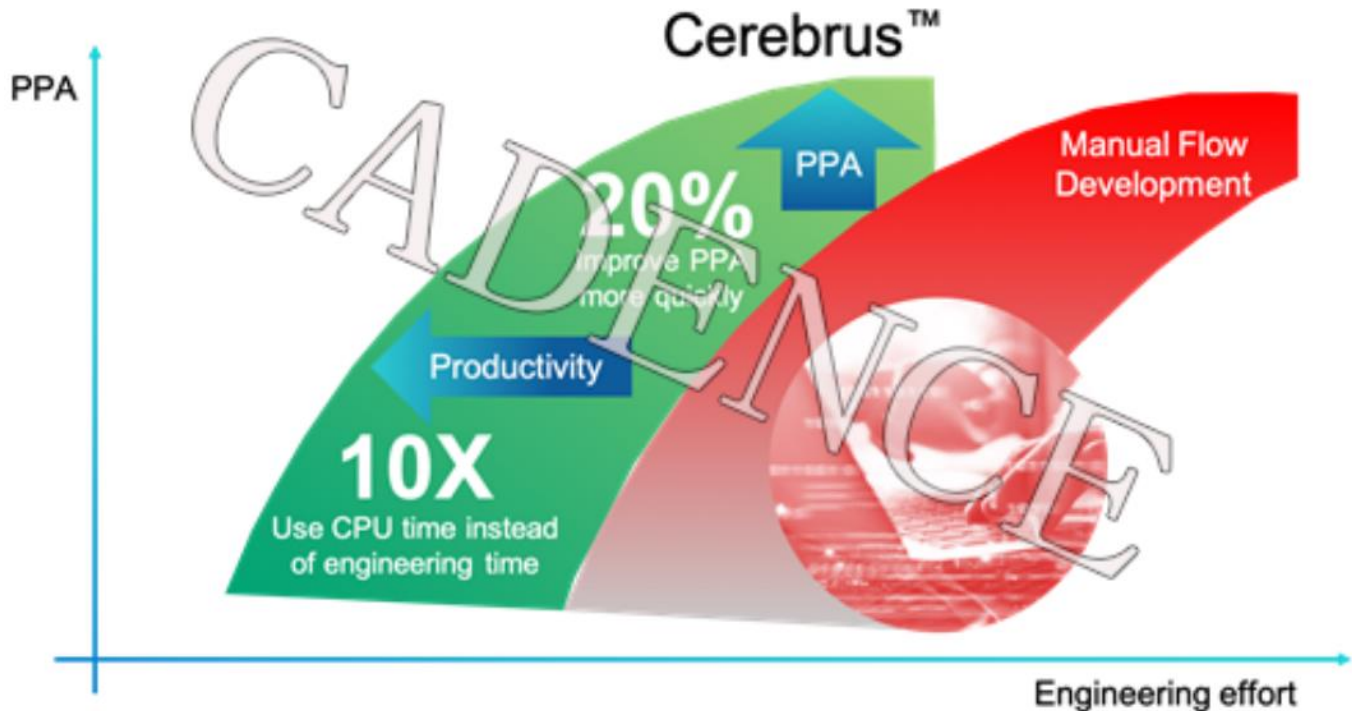 Cerebrus™
PPA
CADENCE
PPA
Manual Flow
Development
20%
improve PPA
more quickly
Productivity
10X
Use CPU time instead
of engineering time
Engineering effort